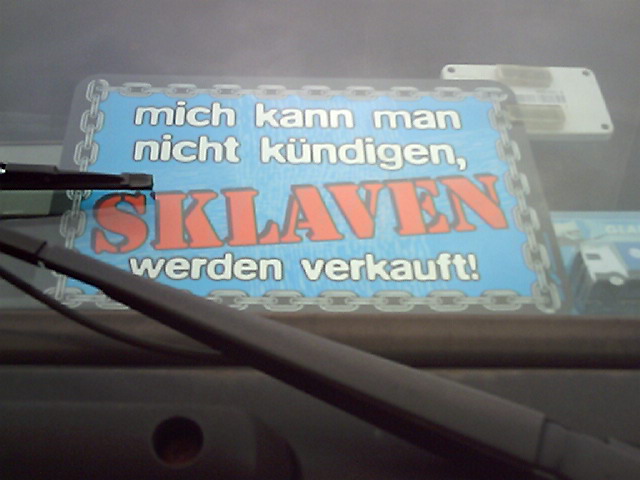 mich kann man
nicht kündigen,
SKLAVEN
werden verkauft!